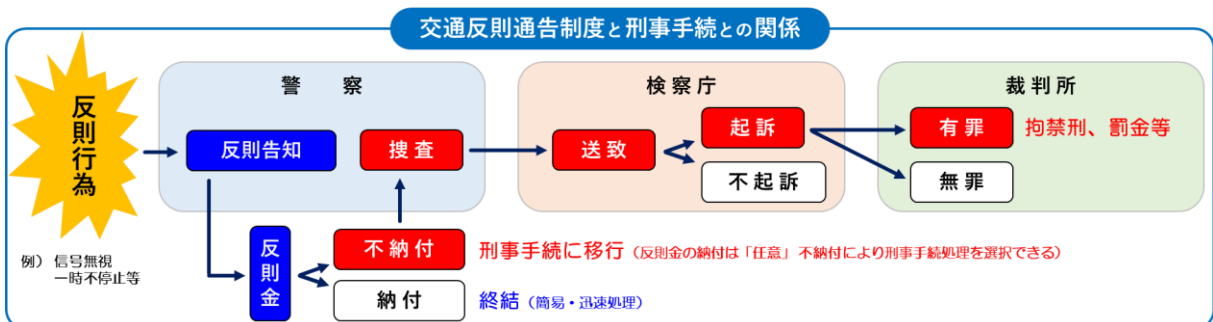 交通反則通告制度と刑事手続との関係
反則行為
例） 信号無視
一時不停止等
警察
反則告知
捜査
反則金
不納付
刑事手続に移行（反則金の納付は「任意」 不納付により刑事手続処理を選択できる）
納付
終結（簡易・迅速処理）
検察庁
送致
起訴
不起訴
裁判所
有罪
拘禁刑、罰金等
無罪